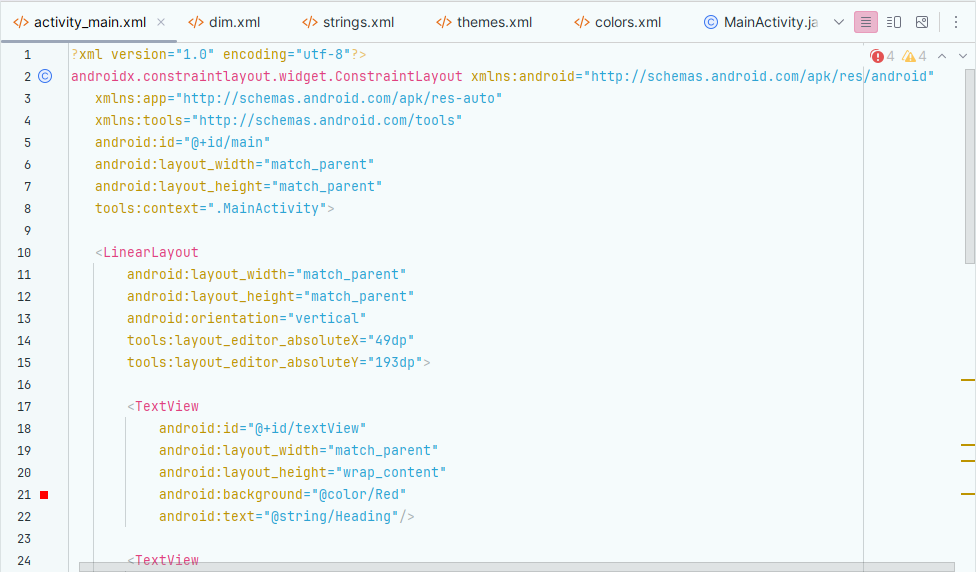 </> activity_main.xml × </> dim.xml </> strings.xml </> themes.xml </> colors.xml © MainActivity.ja
4 4
1 ?xml version="1.0" encoding="utf-8"?>
2 androidx.constraintlayout.widget.ConstraintLayout xmlns:android="http://schemas.android.com/apk/res/android"
3 xmlns:app="http://schemas.android.com/apk/res-auto"
4 xmlns:tools="http://schemas.android.com/tools"
5 android:id="@+id/main"
6 android:layout_width="match_parent"
7 android:layout_height="match_parent"
8 tools:context=".MainActivity">
9
10 <LinearLayout
11 android:layout_width="match_parent"
12 android:layout_height="match_parent"
13 android:orientation="vertical"
14 tools:layout_editor_absoluteX="49dp"
15 tools:layout_editor_absoluteY="193dp">
16
17 <TextView
18 android:id="@+id/textView"
19 android:layout_width="match_parent"
20 android:layout_height="wrap_content"
21 android:background="@color/Red"
22 android:text="@string/Heading"/>
23
24 <TextView